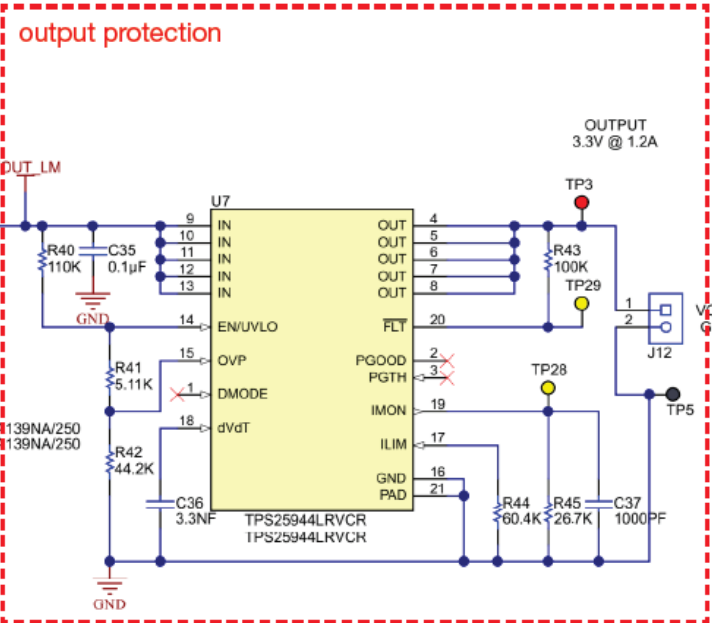 output protection
OUTPUT
3.3V @ 1.2A
OUT_LM
TP3
U7
9 IN OUT 4
10 IN OUT 5
11 IN OUT 6
12 IN OUT 7
13 IN OUT 8
R40
110K
C35
0.1µF
GND
R43
100K
TP29
14 EN/UVLO FLT 20
15 OVP PGOOD 2
PGTH 3
1 DMODE
IMON 19
18 dVdT
ILIM 17
GND 16
PAD 21
R41
5.11K
TP28
1
2
J12
TP5
139NA/250
139NA/250
R42
44.2K
C36
3.3NF
R44
60.4K
R45
26.7K
C37
1000PF
TPS25944LRVCR
TPS25944LRVCR
GND